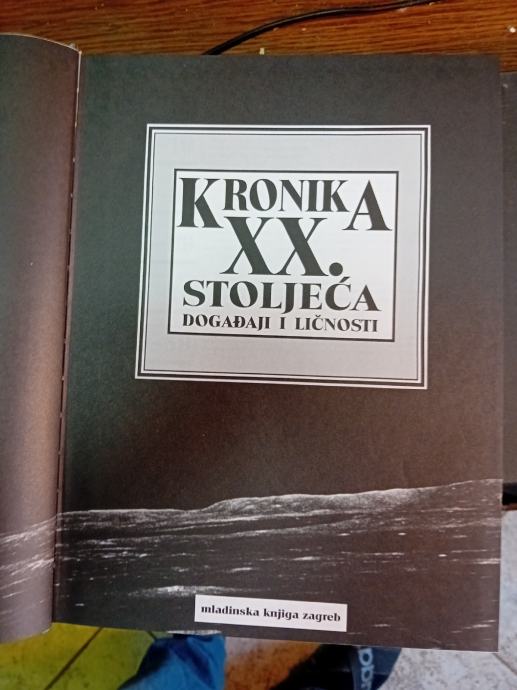 KRONIKA
XX.
STOLJEĆA
DOGAĐAJI I LIČNOSTI
mladinska knjiga zagreb